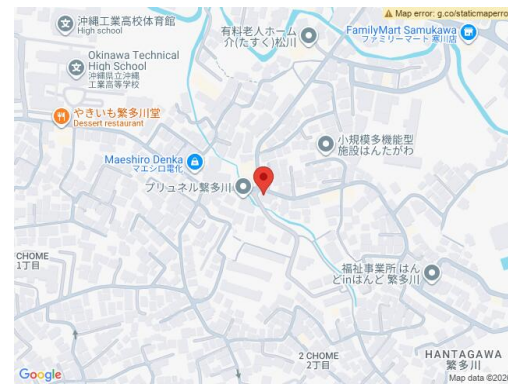 Map error: g.co/staticmaperro
沖縄工業高校体育館
High school
有料老人ホーム
介(たすく)松川
FamilyMart Samukawa
ファミリーマート 寒川店
Okinawa Technical
High School
沖縄県立沖縄
工業高等学校
やきいも繁多川堂
Dessert restaurant
小規模多機能型
施設はんたがわ
Maeshiro Denka
マエシロ電化
プリュネル繁多川
CHOME
1丁目
福祉事業所 はん
どinはんど 繁多川
2 CHOME
2丁目
HANTAGAWA
繁多川
Google
Map data ©2026